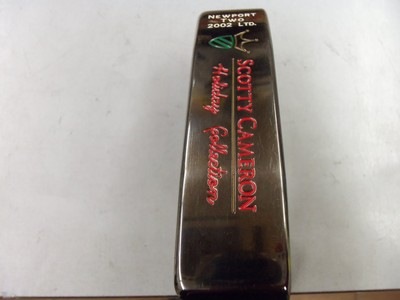 NEWPORT
TWO
2002 LTD.
SCOTTY CAMERON
Holiday Collection